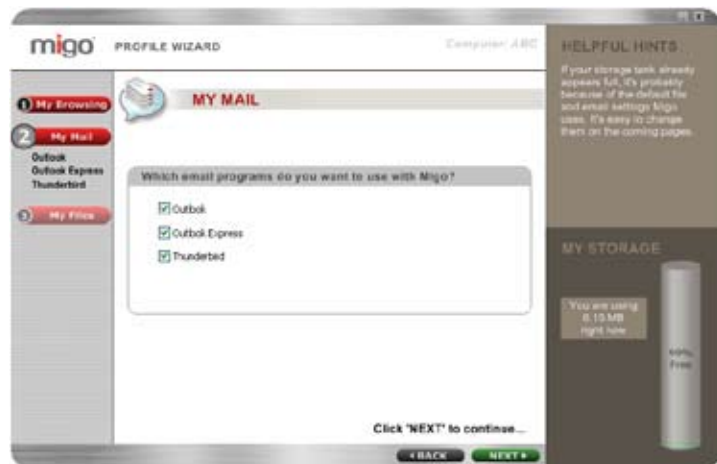 migo
PROFILE WIZARD
Computer: ABC
HELPFUL HINTS
If your storage tank already
appears full, it's probably
because of the default file
and email settings Migo
uses. It's easy to change
them on the coming pages.
1 My Browsing
MY MAIL
2 My Mail
Outlook
Outlook Express
Thunderbird
3 My Files
Which email programs do you want to use with Migo?
Outlook
Outlook Express
Thunderbird
MY STORAGE
You are using
MB
right now
Free
Click "NEXT" to continue...
BACK
NEXT